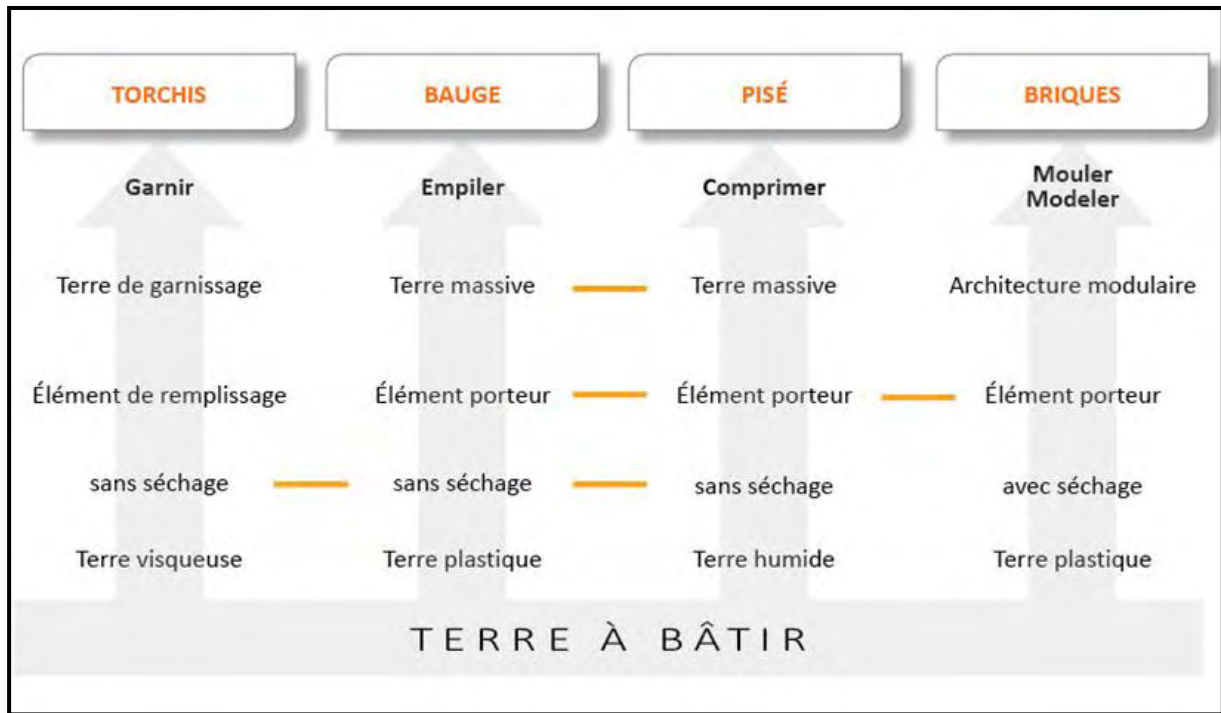 TORCHIS
BAUGE
PISÉ
BRIQUES
Garnir
Empiler
Comprimer
Mouler
Modeler
Terre de garnissage
Terre massive
Terre massive
Architecture modulaire
Élément de remplissage
Élément porteur
Élément porteur
Élément porteur
sans séchage
sans séchage
sans séchage
avec séchage
Terre visqueuse
Terre plastique
Terre humide
Terre plastique
TERRE À BÂTIR